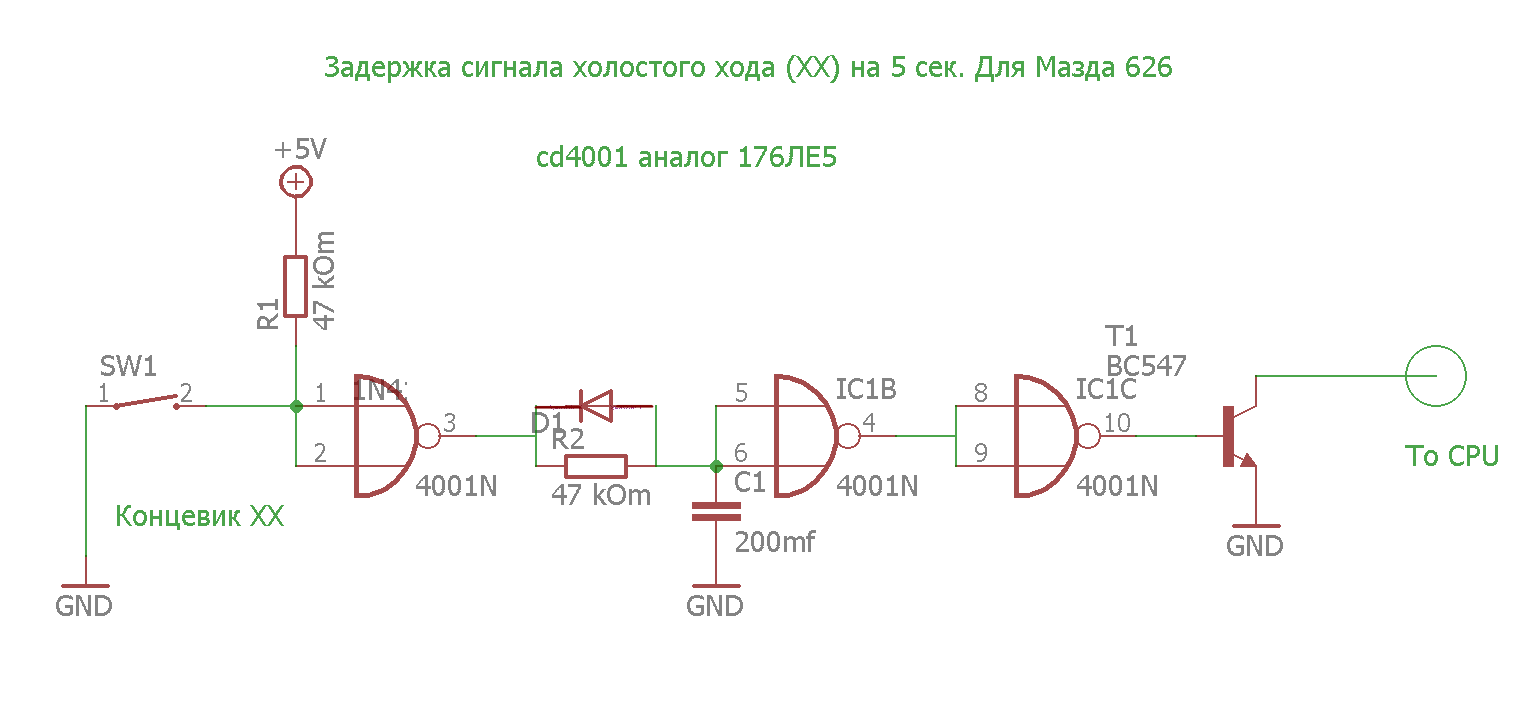 Задержка сигнала холостого хода (ХХ) на 5 сек. Для Мазда 626
cd4001 аналог 176ЛЕ5
+5V
R1
47 kOm
SW1
1
2
1
2
3
4001N
D1
R2
47 kOm
5
6
IC1B
4
4001N
C1
200mf
8
9
IC1C
10
4001N
T1
BC547
To CPU
Концевик ХХ
GND
GND
GND